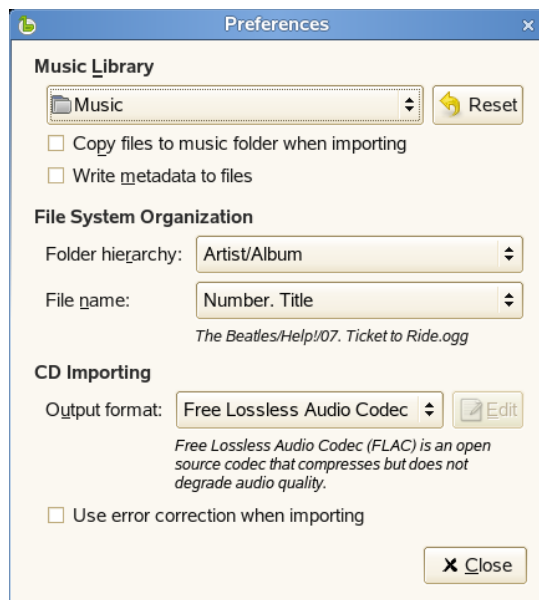 Preferences
Music Library
Music
Reset
Copy files to music folder when importing
Write metadata to files
File System Organization
Folder hierarchy: Artist/Album
File name: Number. Title
The Beatles/Help!/07. Ticket to Ride.ogg
CD Importing
Output format: Free Lossless Audio Codec Edit
Free Lossless Audio Codec (FLAC) is an open
source codec that compresses but does not
degrade audio quality.
Use error correction when importing
Close